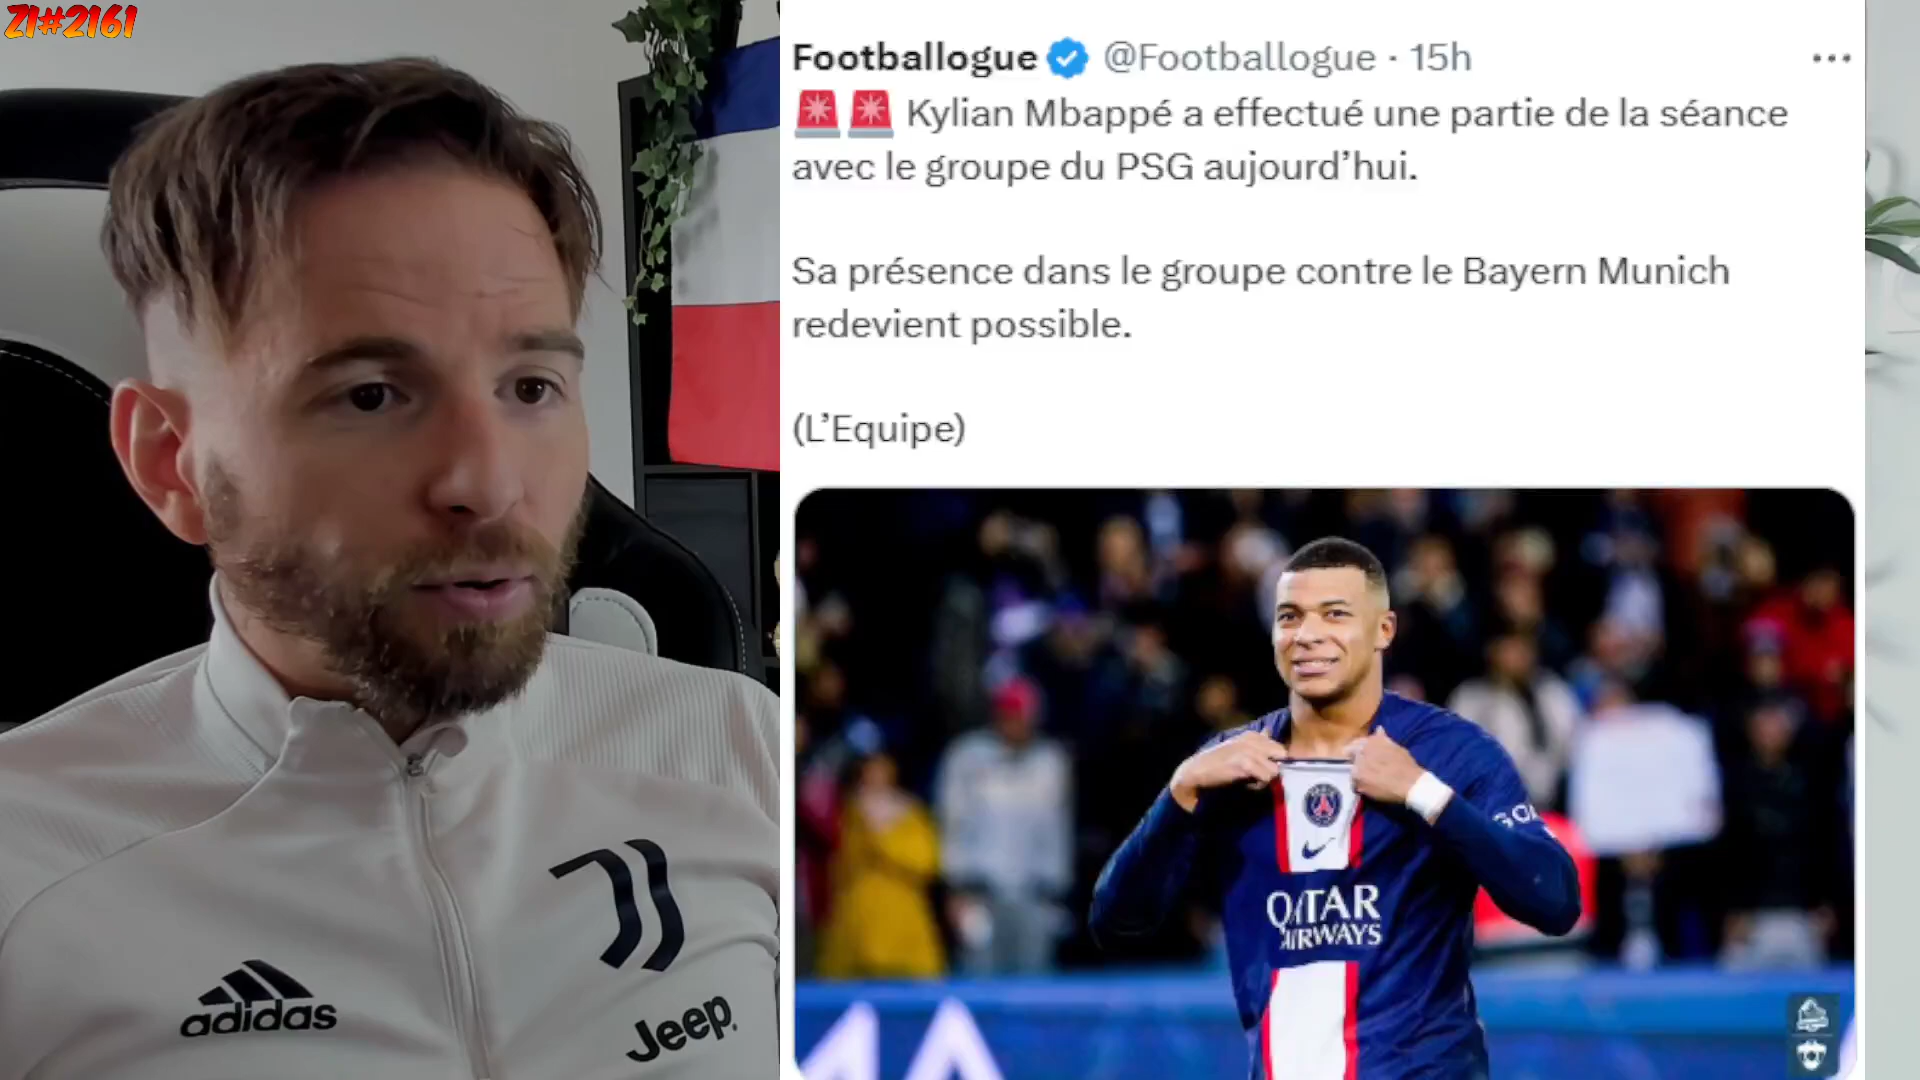 ZI#2161
Footballogue @Footballogue · 15h
🚨🚨 Kylian Mbappé a effectué une partie de la séance
avec le groupe du PSG aujourd’hui.
Sa présence dans le groupe contre le Bayern Munich
redevient possible.
(L’Equipe)
adidas
Jeep
QATAR
AIRWAYS